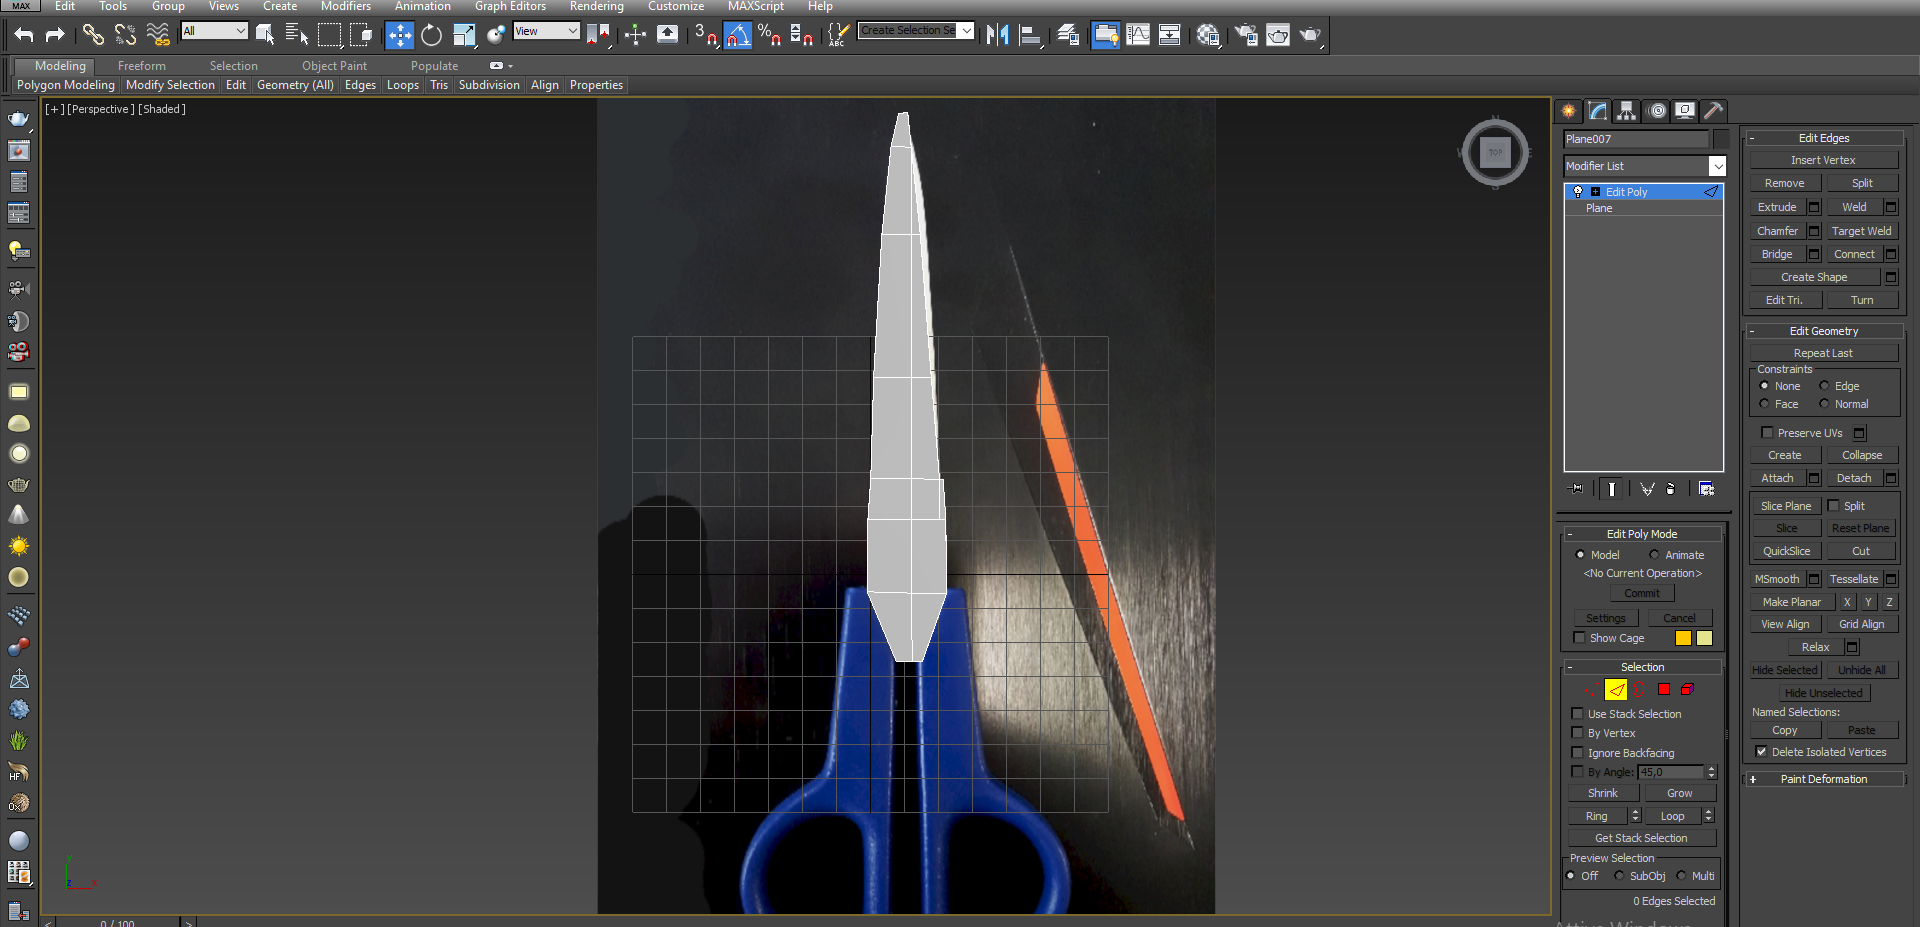 MAX Edit Tools Group Views Create Modifiers Animation Graph Editors Rendering Customize MAXScript Help
All View 3 % ABC Create Selection Se
Modeling Freeform Selection Object Paint Populate
Polygon Modeling Modify Selection Edit Geometry (All) Edges Loops Tris Subdivision Align Properties
[+] [Perspective] [Shaded]
TOP
N
Plane007
Modifier List
Edit Poly
Plane
- Edit Poly Mode
Model Animate
<No Current Operation>
Commit
Settings Cancel
Show Cage
- Selection
Use Stack Selection
By Vertex
Ignore Backfacing
By Angle: 45,0
Shrink Grow
Ring Loop
Get Stack Selection
Preview Selection
Off SubObj Multi
0 Edges Selected
- Edit Edges
Insert Vertex
Remove Split
Extrude Weld
Chamfer Target Weld
Bridge Connect
Create Shape
Edit Tri. Turn
- Edit Geometry
Repeat Last
Constraints
None Edge
Face Normal
Preserve UVs
Create Collapse
Attach Detach
Slice Plane Split
Slice Reset Plane
QuickSlice Cut
MSmooth Tessellate
Make Planar X Y Z
View Align Grid Align
Relax
Hide Selected Unhide All
Hide Unselected
Named Selections:
Copy Paste
Delete Isolated Vertices
+ Paint Deformation
HF
z x
< 0 / 100 >